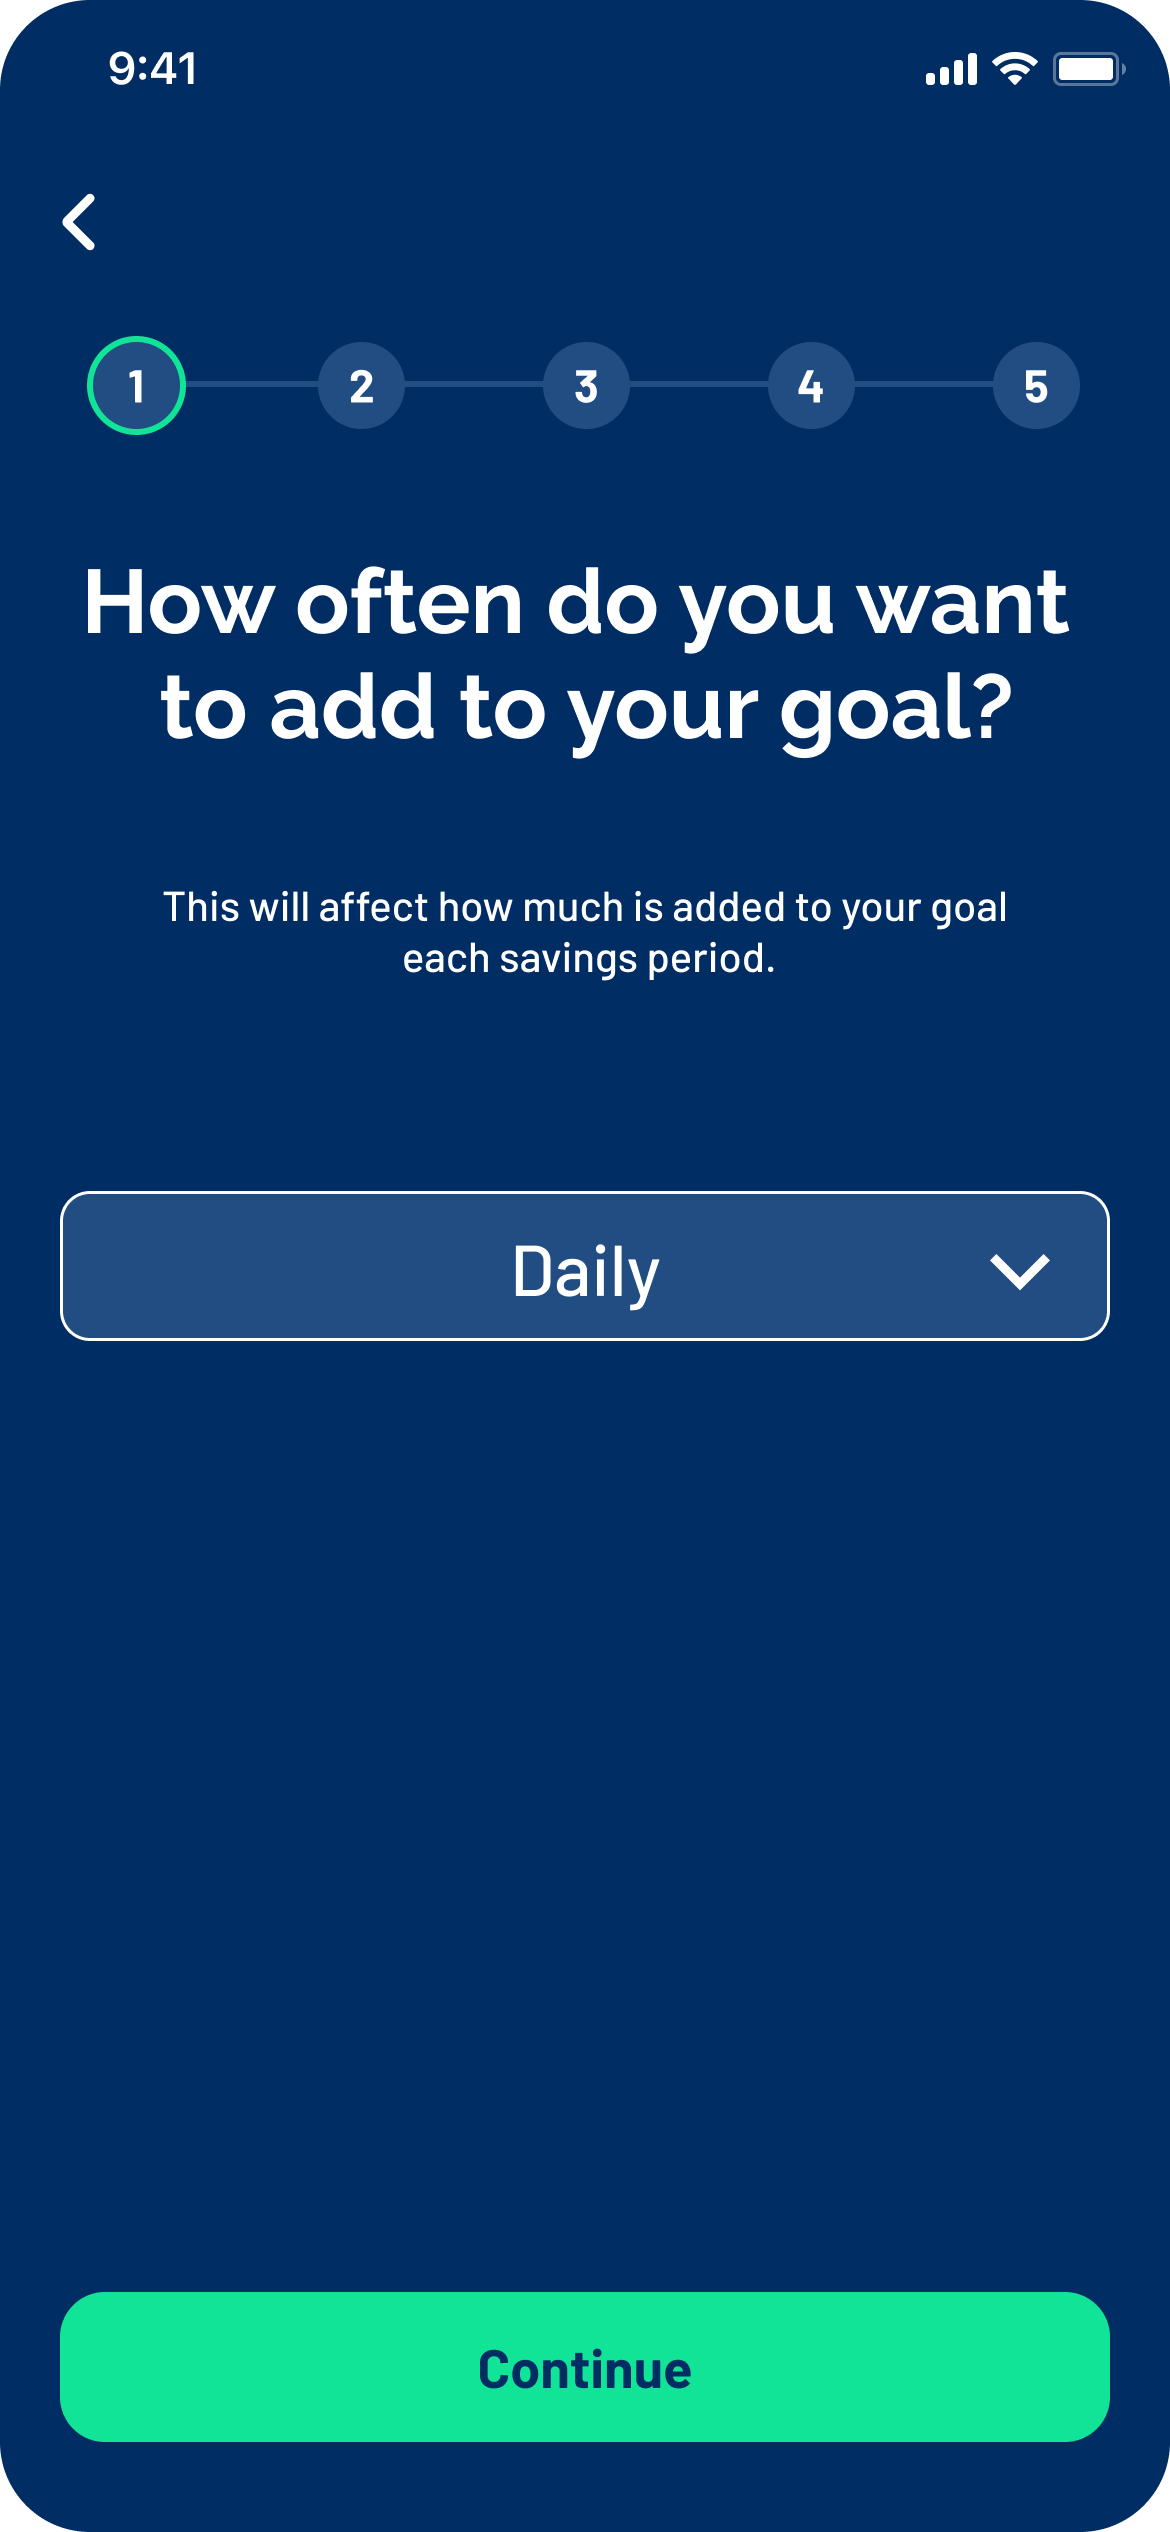 9:41
1 2 3 4 5
How often do you want
to add to your goal?
This will affect how much is added to your goal
each savings period.
Daily
Continue